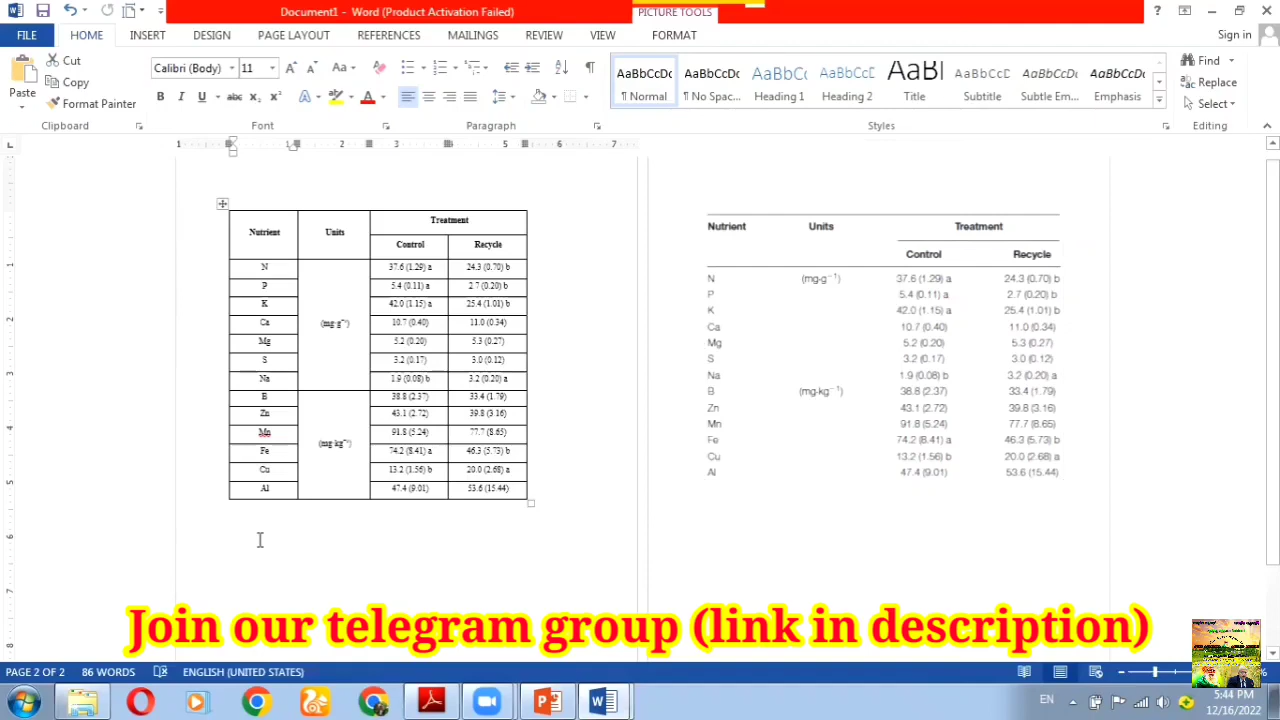 Document1 - Word (Product Activation Failed)
PICTURE TOOLS
?
FILE HOME INSERT DESIGN PAGE LAYOUT REFERENCES MAILINGS REVIEW VIEW FORMAT Sign in
Cut
Copy
Format Painter
Paste
Calibri (Body) 11
AaBbCcDc AaBbCcDc AaBbCc AaBbCcC AaBl AaBbCcC AaBbCcDc AaBbCcDc
¶ Normal ¶ No Spac... Heading 1 Heading 2 Title Subtitle Subtle Em... Emphasis
Find
Replace
Select
Clipboard Font Paragraph Styles Editing
1 1 2 3 4 5 6 7
Nutrient Units Treatment
Control Recycle
N (mg·g⁻¹) 37.6 (1.29) a 24.3 (0.70) b
P 5.4 (0.11) a 2.7 (0.20) b
K 42.0 (1.15) a 25.4 (1.01) b
Ca 10.7 (0.40) 11.0 (0.34)
Mg 5.2 (0.20) 5.3 (0.27)
S 3.2 (0.17) 3.0 (0.12)
Na 1.9 (0.08) b 3.2 (0.20) a
B (mg·kg⁻¹) 38.8 (2.37) 33.4 (1.79)
Zn 43.1 (2.72) 39.8 (3.16)
Mn 91.8 (5.24) 77.7 (8.65)
Fe 74.2 (8.41) a 46.3 (5.73) b
Cu 13.2 (1.56) b 20.0 (2.68) a
Al 47.4 (9.01) 53.6 (15.44)
Nutrient Units Treatment
Control Recycle
N (mg·g⁻¹) 37.6 (1.29) a 24.3 (0.70) b
P 5.4 (0.11) a 2.7 (0.20) b
K 42.0 (1.15) a 25.4 (1.01) b
Ca 10.7 (0.40) 11.0 (0.34)
Mg 5.2 (0.20) 5.3 (0.27)
S 3.2 (0.17) 3.0 (0.12)
Na 1.9 (0.08) b 3.2 (0.20) a
B (mg·kg⁻¹) 38.8 (2.37) 33.4 (1.79)
Zn 43.1 (2.72) 39.8 (3.16)
Mn 91.8 (5.24) 77.7 (8.65)
Fe 74.2 (8.41) a 46.3 (5.73) b
Cu 13.2 (1.56) b 20.0 (2.68) a
Al 47.4 (9.01) 53.6 (15.44)
Join our telegram group (link in description)
PAGE 2 OF 2 86 WORDS ENGLISH (UNITED STATES)
EN
5:44 PM
12/16/2022